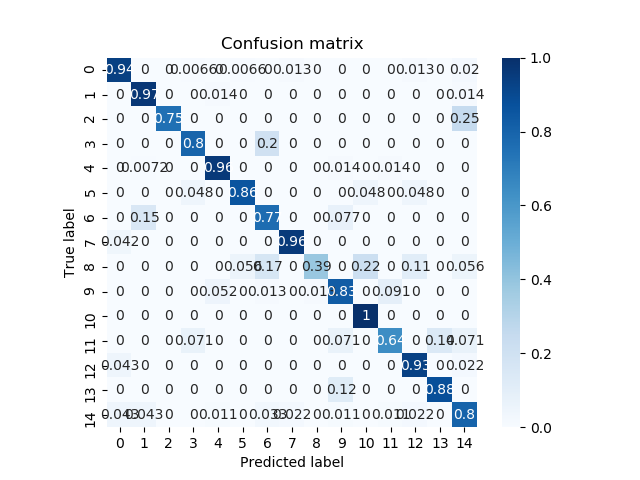 Confusion matrix
0 0.94 0 0 0.0066 0 0.0066 0 0.013 0 0 0 0 0.013 0 0.02
1 0 0.97 0 0 0.014 0 0 0 0 0 0 0 0 0 0.014
2 0 0 0.75 0 0 0 0 0 0 0 0 0 0 0 0.25
3 0 0 0 0.8 0 0 0.2 0 0 0 0 0 0 0 0
4 0 0.0072 0 0 0.96 0 0 0 0 0.014 0 0.014 0 0 0
5 0 0 0 0.048 0 0.86 0 0 0 0 0.048 0 0.048 0 0
6 0 0.15 0 0 0 0 0.77 0 0 0.077 0 0 0 0 0
7 0.042 0 0 0 0 0 0 0.96 0 0 0 0 0 0 0
8 0 0 0 0 0 0.056 0.17 0 0.39 0 0.22 0 0.11 0 0.056
9 0 0 0 0 0.052 0 0.013 0 0.83 0 0.091 0 0 0
10 0 0 0 0 0 0 0 0 0 0 1 0 0 0 0
11 0 0 0 0.071 0 0 0 0 0 0.071 0 0.64 0 0.14 0.071
12 0.043 0 0 0 0 0 0 0 0 0 0 0 0.93 0 0.022
13 0 0 0 0 0 0 0 0 0 0.12 0 0 0 0.88 0
14 0.043 0.043 0 0 0.011 0 0.033 0.022 0 0.011 0 0.011 0.022 0 0.8
0 1 2 3 4 5 6 7 8 9 10 11 12 13 14
Predicted label
True label
1.0
0.8
0.6
0.4
0.2
0.0